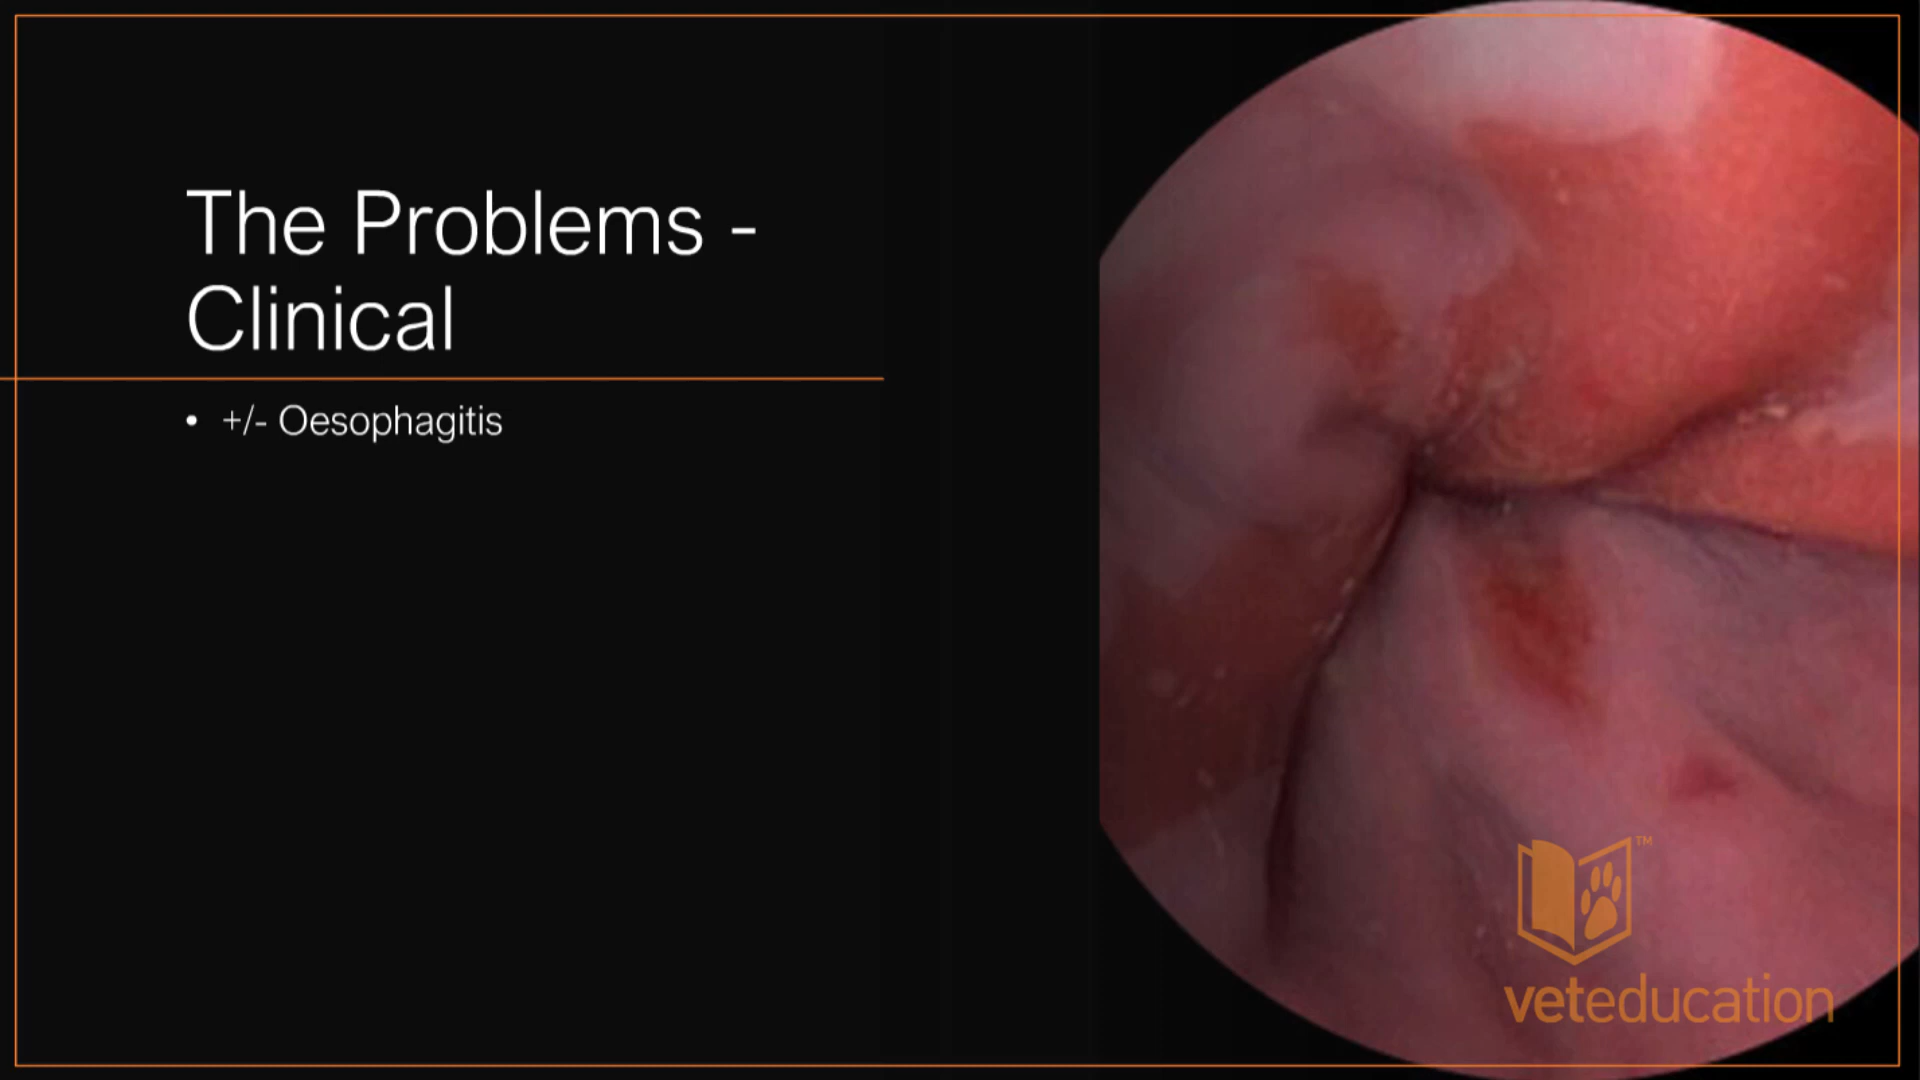 The Problems -
Clinical
• +/- Oesophagitis
TM
veteducation